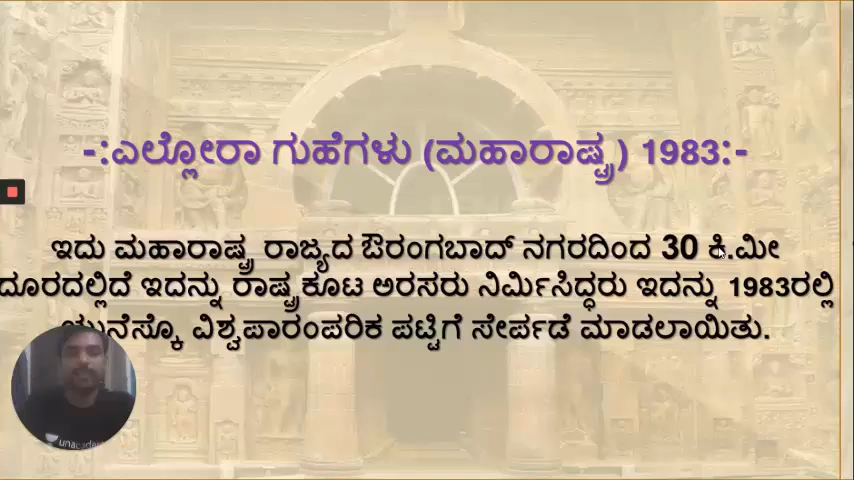 -:ಎಲ್ಲೋರಾ ಗುಹೆಗಳು (ಮಹಾರಾಷ್ಟ್ರ) 1983:-
ಇದು ಮಹಾರಾಷ್ಟ್ರ ರಾಜ್ಯದ ಔರಂಗಬಾದ್ ನಗರದಿಂದ 30 ಕಿ.ಮೀ
ದೂರದಲ್ಲಿದೆ ಇದನ್ನು ರಾಷ್ಟ್ರಕೂಟ ಅರಸರು ನಿರ್ಮಿಸಿದ್ಧರು ಇದನ್ನು 1983ರಲ್ಲಿ
ಯುನೆಸ್ಕೊ ವಿಶ್ವಪಾರಂಪರಿಕ ಪಟ್ಟಿಗೆ ಸೇರ್ಪಡೆ ಮಾಡಲಾಯಿತು.